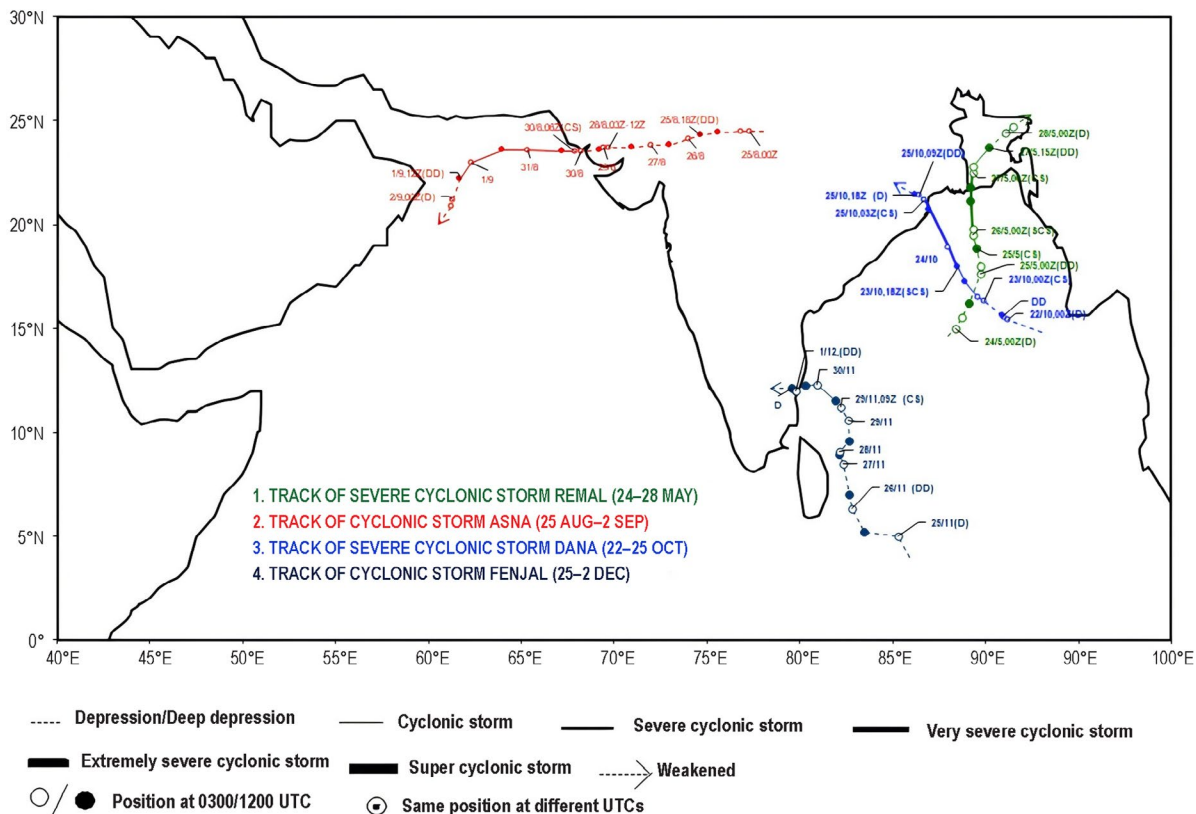 30°N
25°N
20°N
15°N
10°N
5°N
0°
40°E 45°E 50°E 55°E 60°E 65°E 70°E 75°E 80°E 85°E 90°E 90°E 100°E
30/8,06Z(CS)
26/8,03Z-12Z
25/8,18Z(DD)
25/8,00Z
26/8
27/8
30/8
31/8
1/9
1/9,12Z(DD)
2/9,00Z(D)
28/5,00Z(D)
27/5,15Z(DD)
27/5,00Z(CS)
26/5,00Z(SCS)
25/5(CS)
25/5,00Z(DD)
24/5,00Z(D)
25/10,09Z(DD)
25/10,18Z (D)
25/10,03Z(CS)
24/10
23/10,18Z(SCS)
23/10,00Z(CS)
DD
22/10,00Z(D)
1/12,(DD)
30/11
D
29/11,09Z (CS)
29/11
28/11
27/11
26/11 (DD)
25/11(D)
1. TRACK OF SEVERE CYCLONIC STORM REMAL (24–28 MAY)
2. TRACK OF CYCLONIC STORM ASNA (25 AUG–2 SEP)
3. TRACK OF SEVERE CYCLONIC STORM DANA (22–25 OCT)
4. TRACK OF CYCLONIC STORM FENJAL (25–2 DEC)
Depression/Deep depression
Cyclonic storm
Severe cyclonic storm
Very severe cyclonic storm
Extremely severe cyclonic storm
Super cyclonic storm
Weakened
Position at 0300/1200 UTC
Same position at different UTCs